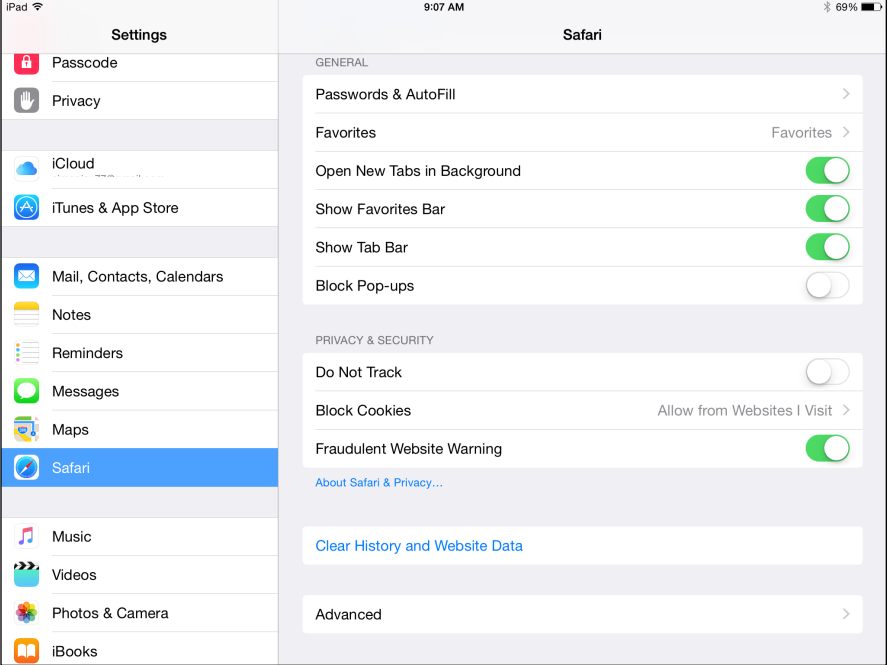 iPad 9:07 AM 69%
Settings
Safari
Passcode
Privacy
iCloud
iTunes & App Store
Mail, Contacts, Calendars
Notes
Reminders
Messages
Maps
Safari
Music
Videos
Photos & Camera
iBooks
GENERAL
Passwords & AutoFill
Favorites Favorites
Open New Tabs in Background
Show Favorites Bar
Show Tab Bar
Block Pop-ups
PRIVACY & SECURITY
Do Not Track
Block Cookies Allow from Websites I Visit
Fraudulent Website Warning
About Safari & Privacy…
Clear History and Website Data
Advanced